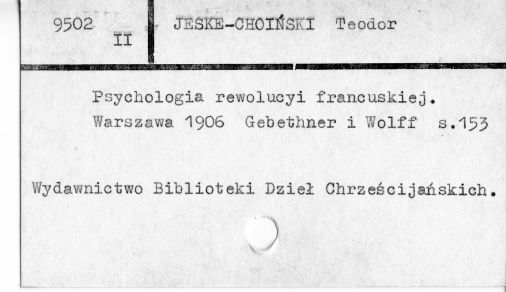 9502
II
JESKE-CHOIŃSKI Teodor
Psychologia rewolucyi francuskiej.
Warszawa 1906 Gebethner i Wolff s.153
Wydawnictwo Biblioteki Dzieł Chrześcijańskich.